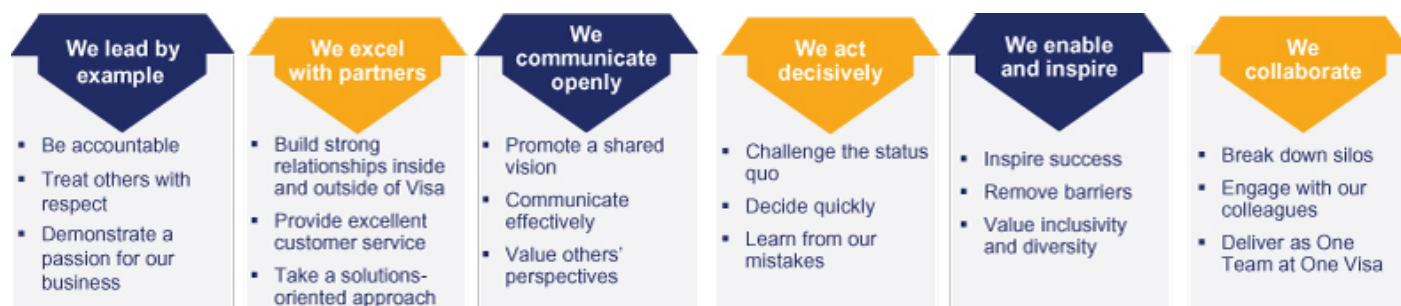 We lead by
example
▪ Be accountable
▪ Treat others with
respect
▪ Demonstrate a
passion for our
business
We excel
with partners
▪ Build strong
relationships inside
and outside of Visa
▪ Provide excellent
customer service
▪ Take a solutions-
oriented approach
We
communicate
openly
▪ Promote a shared
vision
▪ Communicate
effectively
▪ Value others’
perspectives
We act
decisively
▪ Challenge the status
quo
▪ Decide quickly
▪ Learn from our
mistakes
We enable
and inspire
▪ Inspire success
▪ Remove barriers
▪ Value inclusivity
and diversity
We
collaborate
▪ Break down silos
▪ Engage with our
colleagues
▪ Deliver as One
Team at One Visa